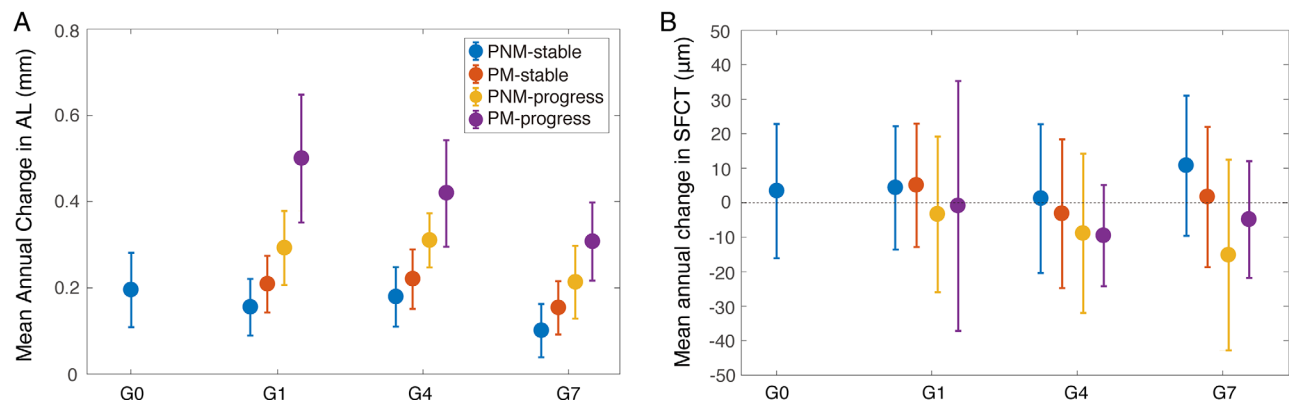 A
Mean Annual Change in AL (mm)
0.8
0.6
0.4
0.2
0
PNM-stable
PM-stable
PNM-progress
PM-progress
G0 G1 G4 G7
B
Mean annual change in SFCT (μm)
50
40
30
20
10
0
-10
-20
-30
-40
-50
G0 G1 G4 G7